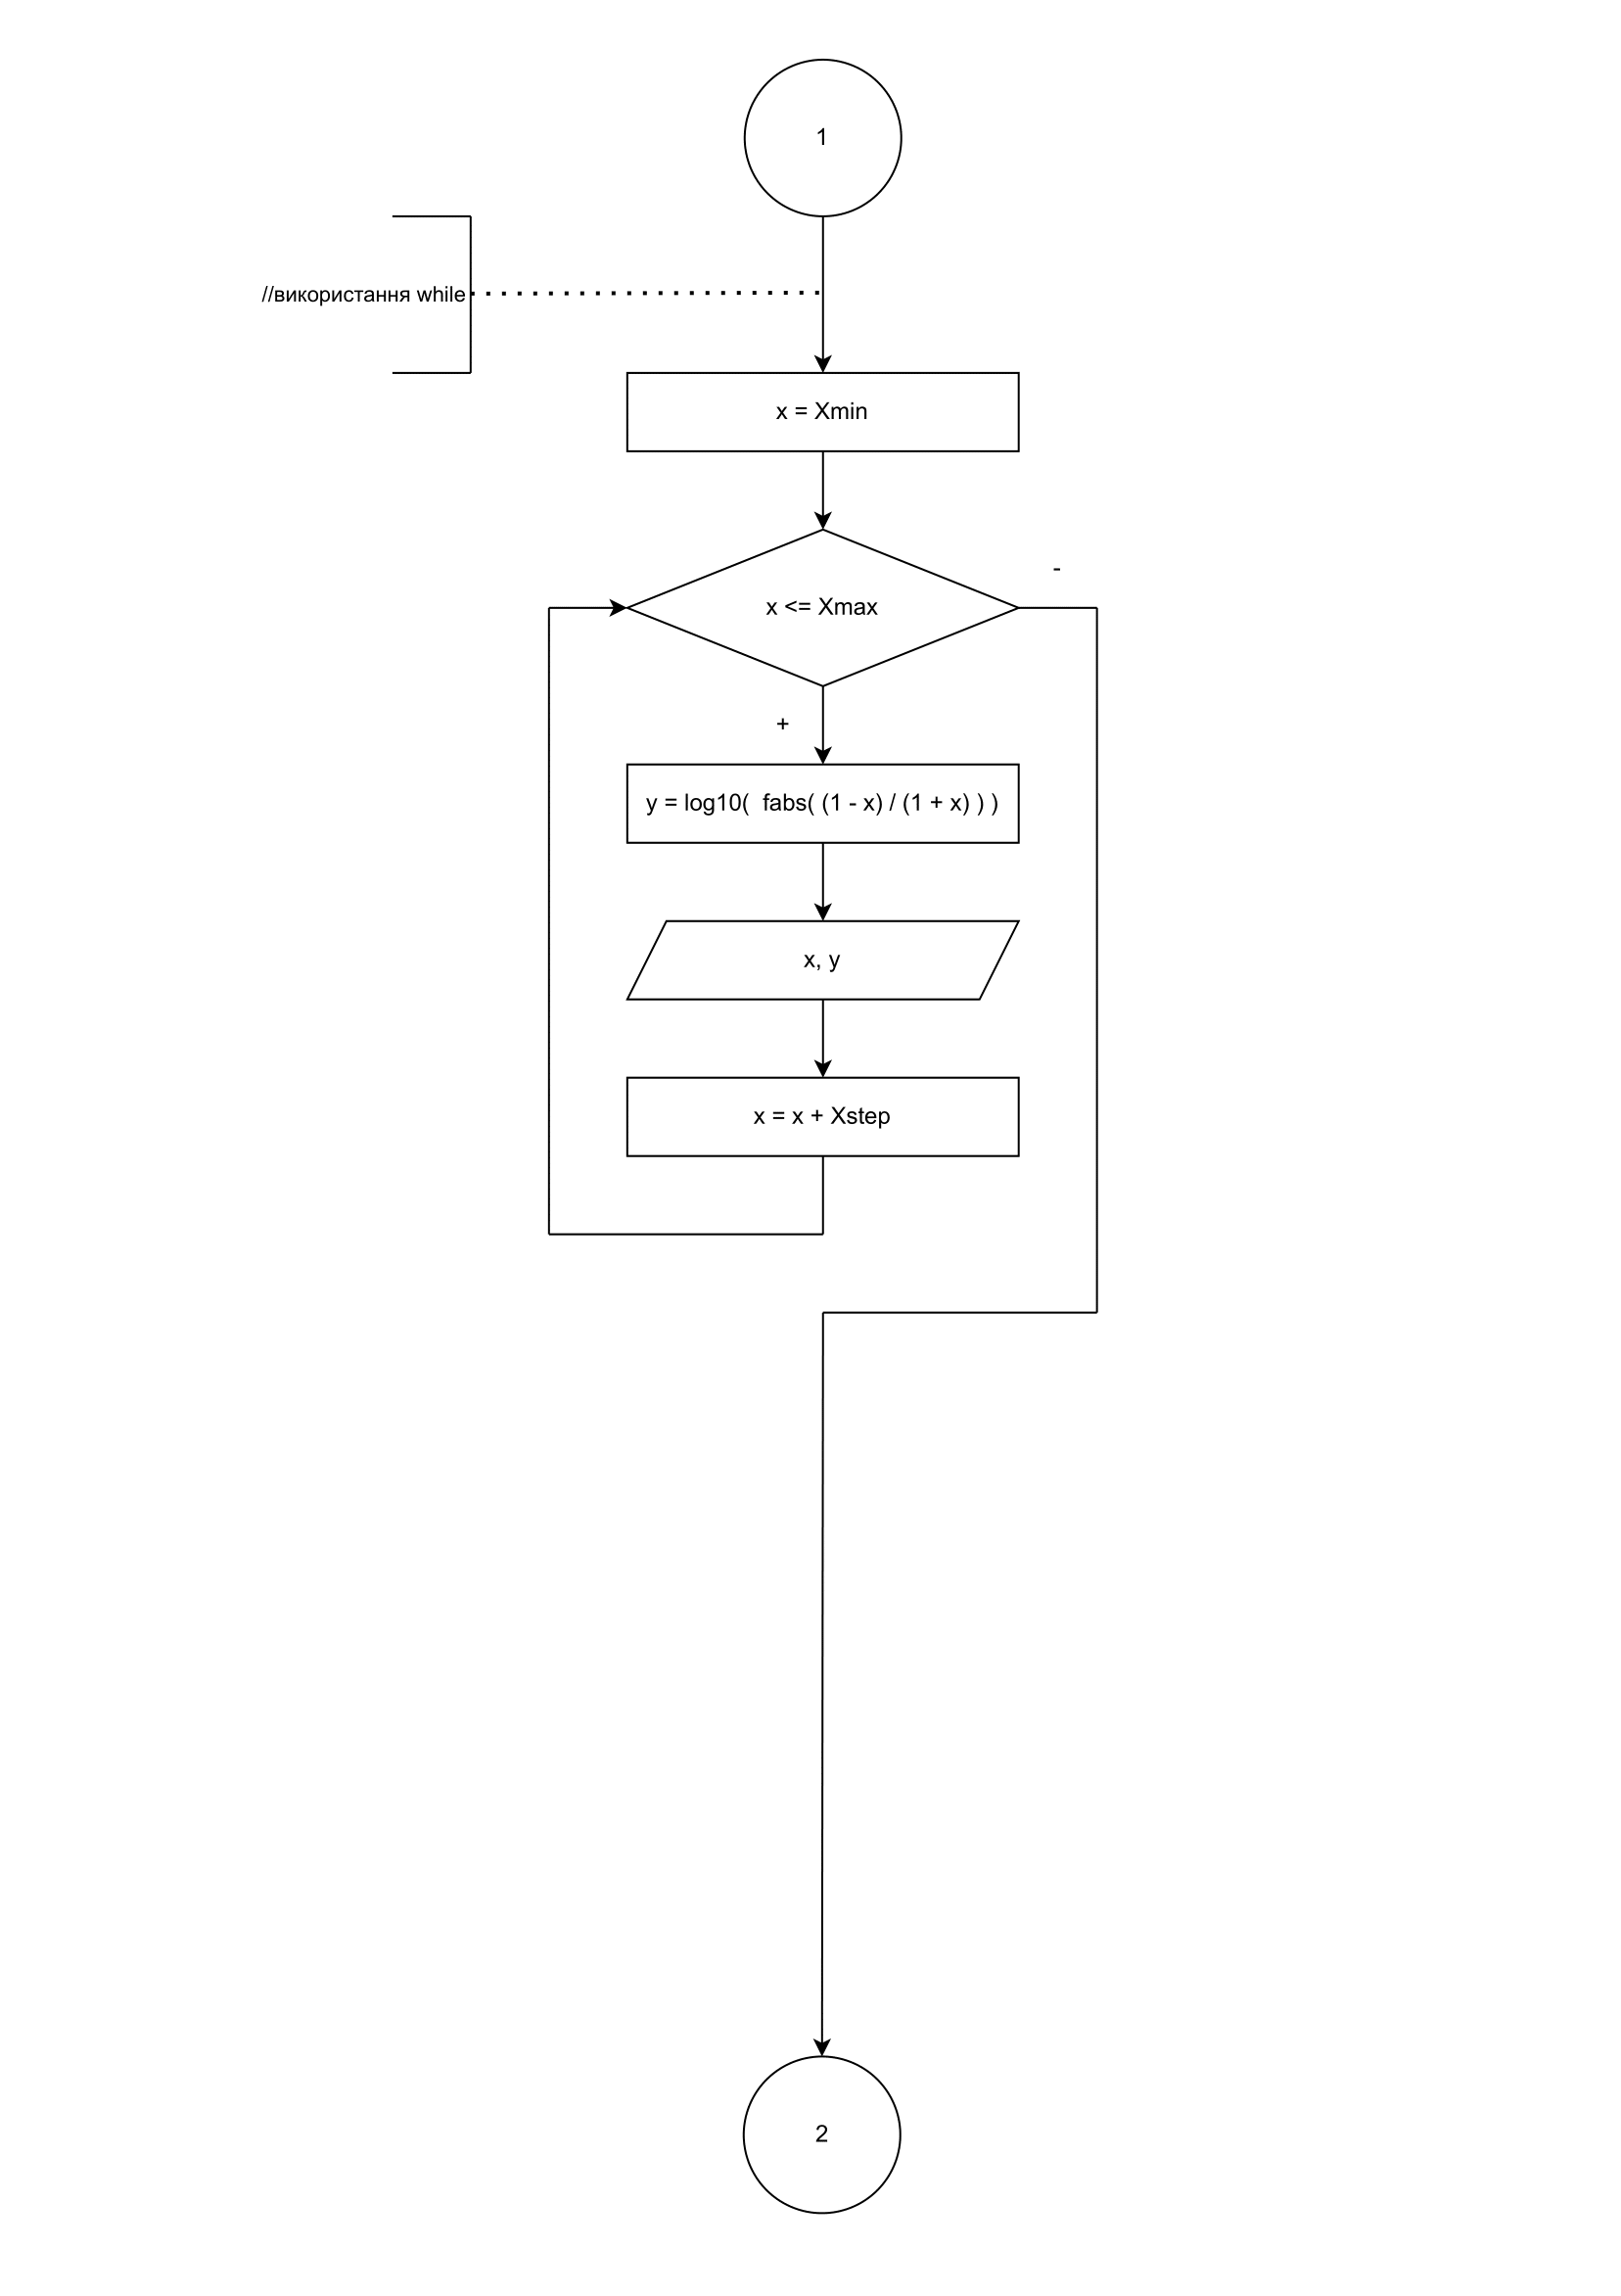 1
//використання while
x = Xmin
-
x <= Xmax
+
y = log10(  fabs( (1 - x) / (1 + x) ) )
x, y
x = x + Xstep
2